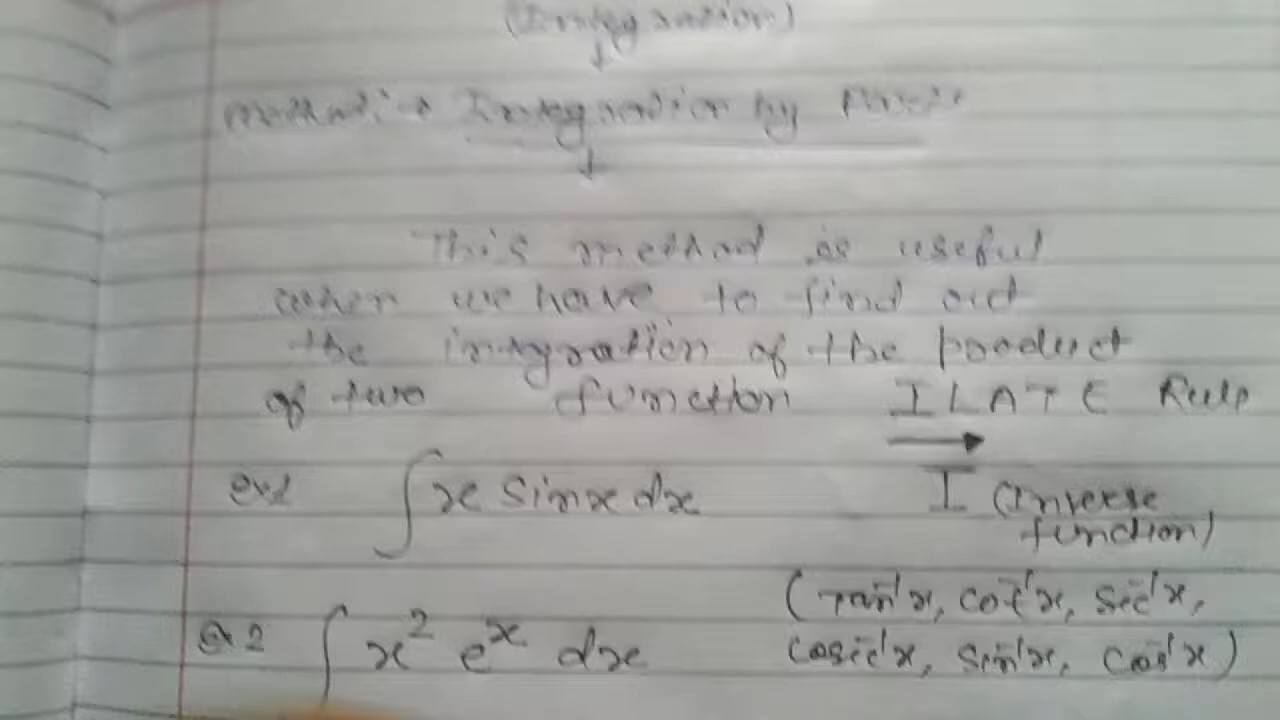 (Integration)
↓
Method:→ Integration by Parts
↓
This method is useful
when we have to find out
the integration of the product
of two function ILATE Rule
→
ex1 ∫x sinx dx I (Inverse
function)
(tan⁻¹x, cot⁻¹x, sec⁻¹x,
Q2 ∫x² eˣ dx cosec⁻¹x, sin⁻¹x, cos⁻¹x)